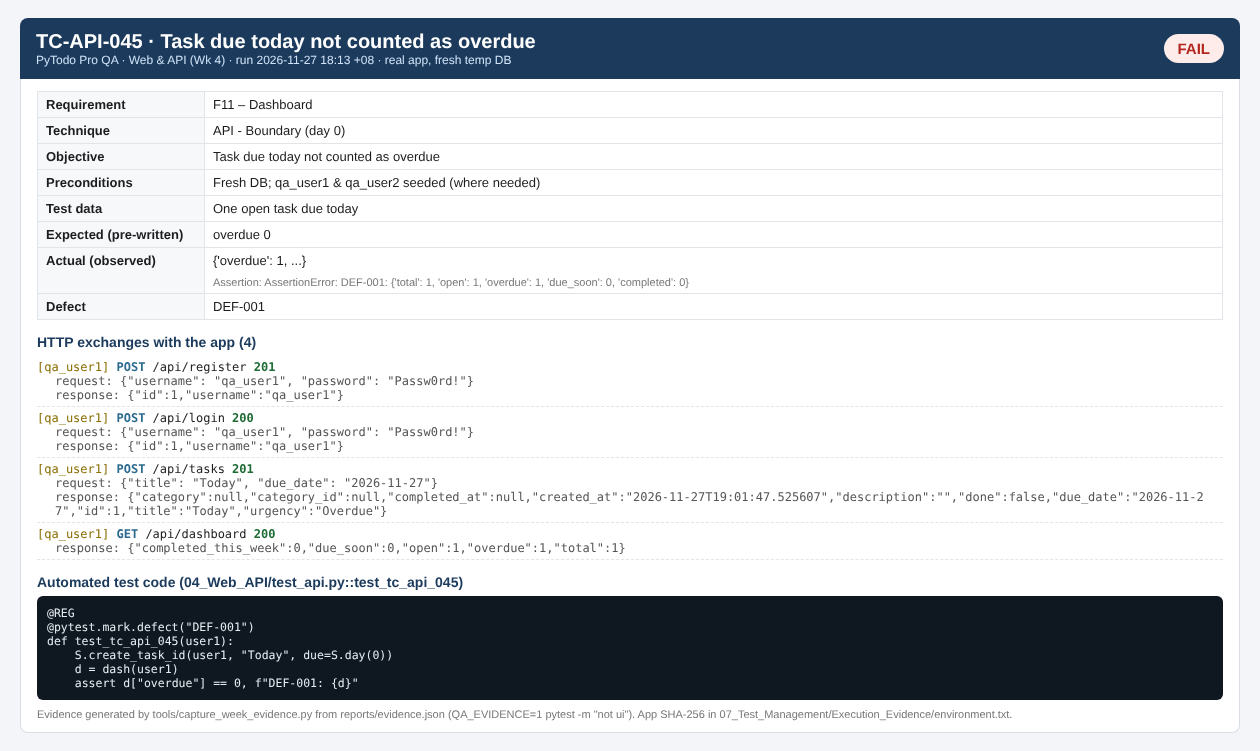 TC-API-045 · Task due today not counted as overdue
PyTodo Pro QA · Web & API (Wk 4) · run 2026-11-27 18:13 +08 · real app, fresh temp DB
FAIL
Requirement F11 – Dashboard
Technique API - Boundary (day 0)
Objective Task due today not counted as overdue
Preconditions Fresh DB; qa_user1 & qa_user2 seeded (where needed)
Test data One open task due today
Expected (pre-written) overdue 0
Actual (observed) {'overdue': 1, ...}
Assertion: AssertionError: DEF-001: {'total': 1, 'open': 1, 'overdue': 1, 'due_soon': 0, 'completed': 0}
Defect DEF-001
HTTP exchanges with the app (4)
[qa_user1] POST /api/register 201
request: {"username": "qa_user1", "password": "Passw0rd!"}
response: {"id":1,"username":"qa_user1"}
[qa_user1] POST /api/login 200
request: {"username": "qa_user1", "password": "Passw0rd!"}
response: {"id":1,"username":"qa_user1"}
[qa_user1] POST /api/tasks 201
request: {"title": "Today", "due_date": "2026-11-27"}
response: {"category":null,"category_id":null,"completed_at":null,"created_at":"2026-11-27T19:01:47.525607","description":"","done":false,"due_date":"2026-11-2
7","id":1,"title":"Today","urgency":"Overdue"}
[qa_user1] GET /api/dashboard 200
response: {"completed_this_week":0,"due_soon":0,"open":1,"overdue":1,"total":1}
Automated test code (04_Web_API/test_api.py::test_tc_api_045)
@REG
@pytest.mark.defect("DEF-001")
def test_tc_api_045(user1):
    S.create_task_id(user1, "Today", due=S.day(0))
    d = dash(user1)
    assert d["overdue"] == 0, f"DEF-001: {d}"
Evidence generated by tools/capture_week_evidence.py from reports/evidence.json (QA_EVIDENCE=1 pytest -m "not ui"). App SHA-256 in 07_Test_Management/Execution_Evidence/environment.txt.